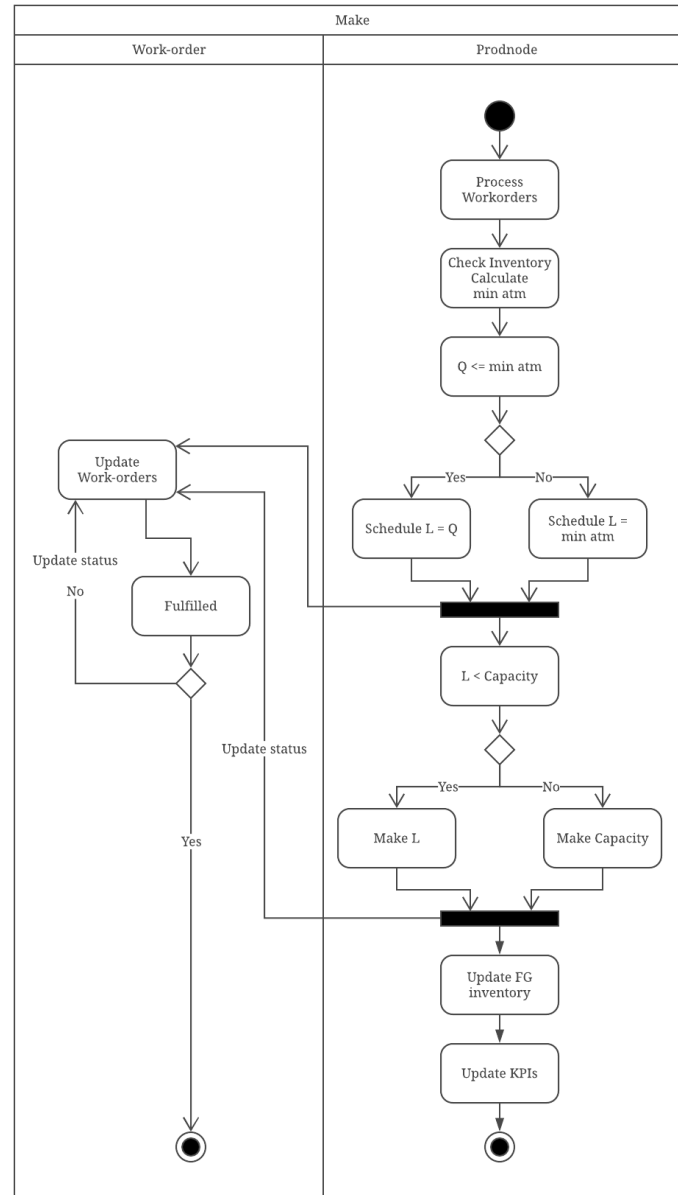 Make
Work-order
Prodnode
Process
Workorders
Check Inventory
Calculate
min atm
Q <= min atm
Yes
No
Schedule L = Q
Schedule L =
min atm
Update
Work-orders
Update status
No
Fulfilled
L < Capacity
Update status
Yes
No
Make L
Make Capacity
Yes
Update FG
inventory
Update KPIs